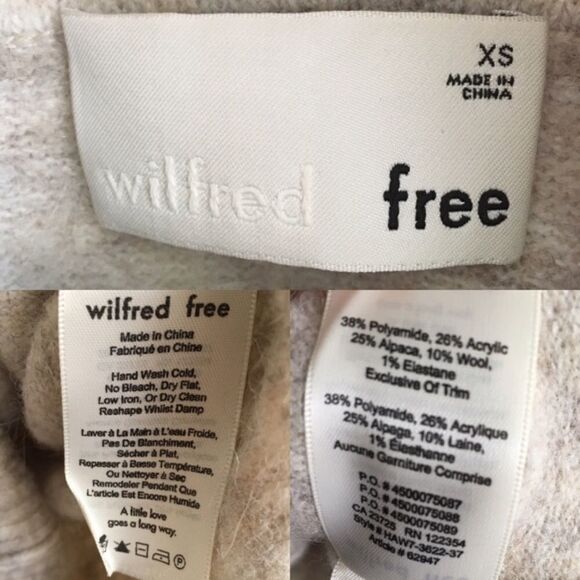 XS
MADE IN
CHINA
wilfred free
wilfred free
Made in China
Fabriqué en Chine
Hand Wash Cold,
No Bleach, Dry Flat,
Low Iron, Or Dry Clean
Reshape Whilst Damp
Laver à La Main à L'eau Froide,
Pas De Blanchiment,
Sécher à Plat,
Repasser à Basse Température,
Ou Nettoyer à Sec
Remodeler Pendant Que
L'article Est Encore Humide
A little love
goes a long way.
P
38% Polyamide, 26% Acrylic
25% Alpaca, 10% Wool,
1% Elastane
Exclusive Of Trim
38% Polyamide, 26% Acrylique
25% Alpaga, 10% Laine,
1% Elasthanne
Aucune Garniture Comprise
P.O. # 4500075087
P.O. # 4500075088
P.O. # 4500075089
CA 23725 RN 122354
Style # HAW7-3622-37
Article # 62947